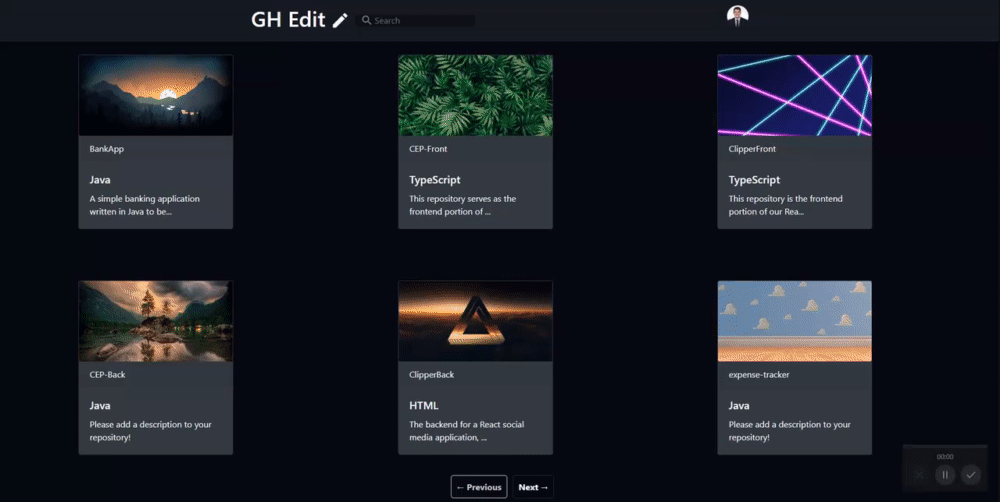 GH Edit
Search
BankApp
Java
A simple banking application
written in Java to be...
CEP-Front
TypeScript
This repository serves as the
frontend portion of ...
ClipperFront
TypeScript
This repository is the frontend
portion of our Rea...
CEP-Back
Java
Please add a description to your
repository!
ClipperBack
HTML
The backend for a React social
media application, ...
expense-tracker
Java
Please add a description to your
repository!
00:00
← Previous
Next →